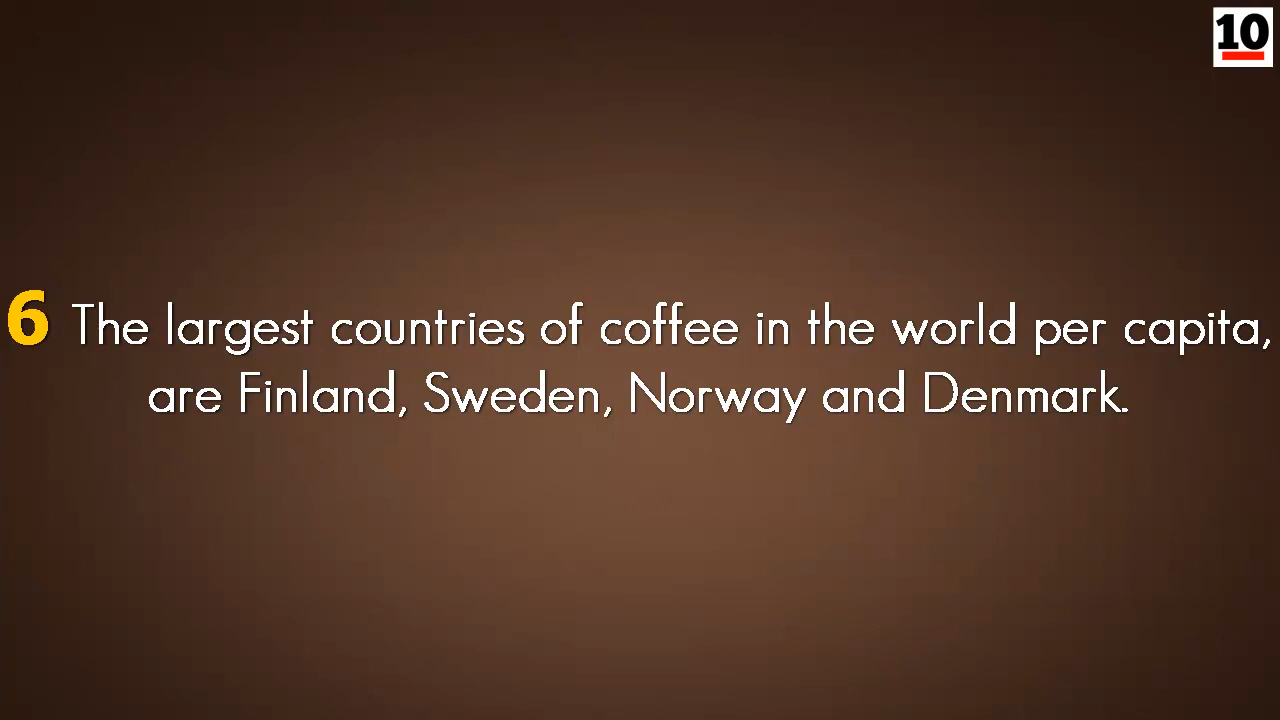 10
6 The largest countries of coffee in the world per capita,
are Finland, Sweden, Norway and Denmark.